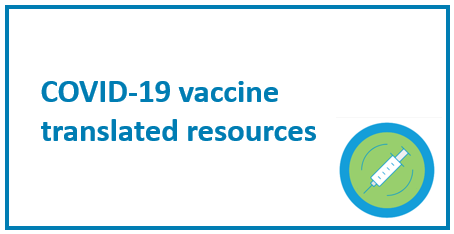 COVID-19 vaccine
translated resources